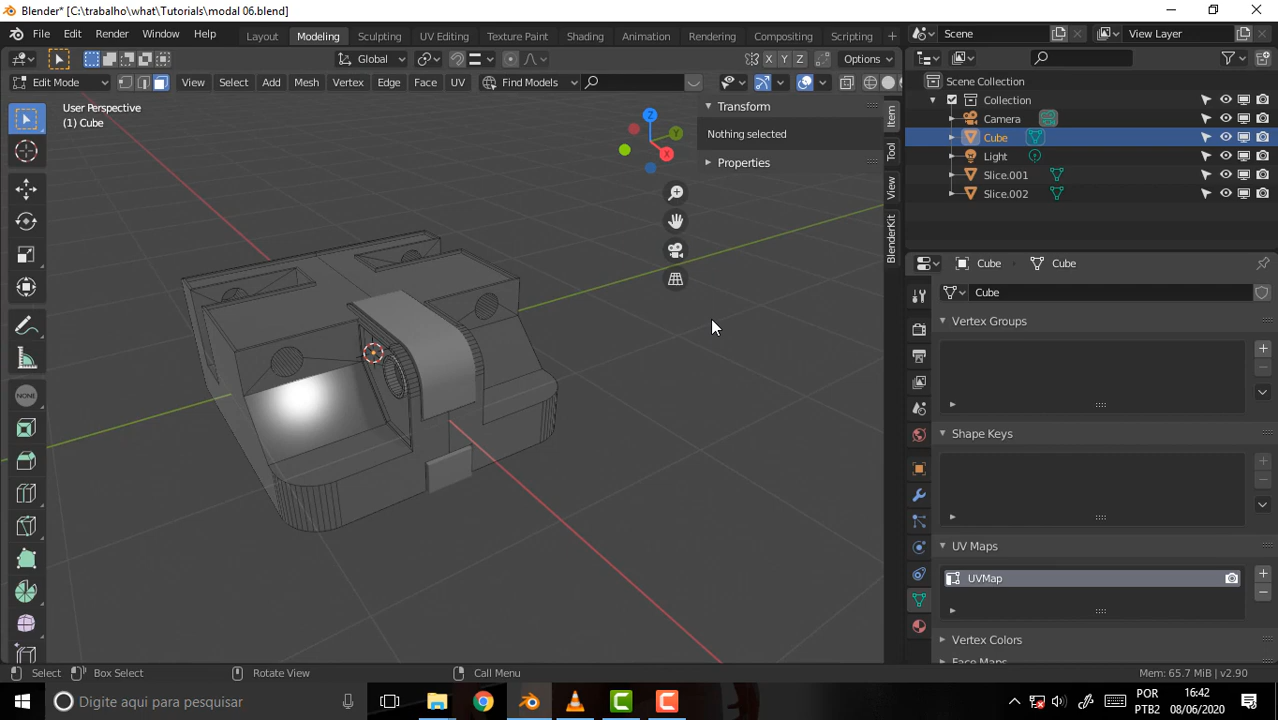 Blender* [C:\trabalho\what\Tutorials\modal 06.blend]
File Edit Render Window Help Layout Modeling Sculpting UV Editing Texture Paint Shading Animation Rendering Compositing Scripting + Scene View Layer
Global X Y Z Options
Edit Mode View Select Add Mesh Vertex Edge Face UV Find Models
User Perspective
(1) Cube
Z
Y
X
Transform
Nothing selected
Properties
Item
Tool
View
BlenderKit
NONE
Scene Collection
Collection
Camera
Cube
Light
Slice.001
Slice.002
Cube Cube
Cube
Vertex Groups
Shape Keys
UV Maps
UVMap
Vertex Colors
Face Maps
Select Box Select Rotate View Call Menu Mem: 65.7 MiB | v2.90
Digite aqui para pesquisar
POR
PTB2
16:42
08/06/2020